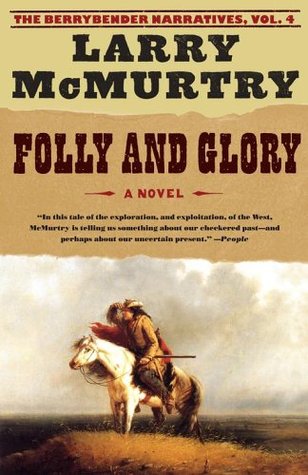 THE BERRYBENDER NARRATIVES, VOL. 4
LARRY
McMURTRY
FOLLY AND GLORY
A NOVEL
"In this tale of the exploration, and exploitation, of the West,
McMurtry is telling us something about our checkered past—and
perhaps about our uncertain present." —People